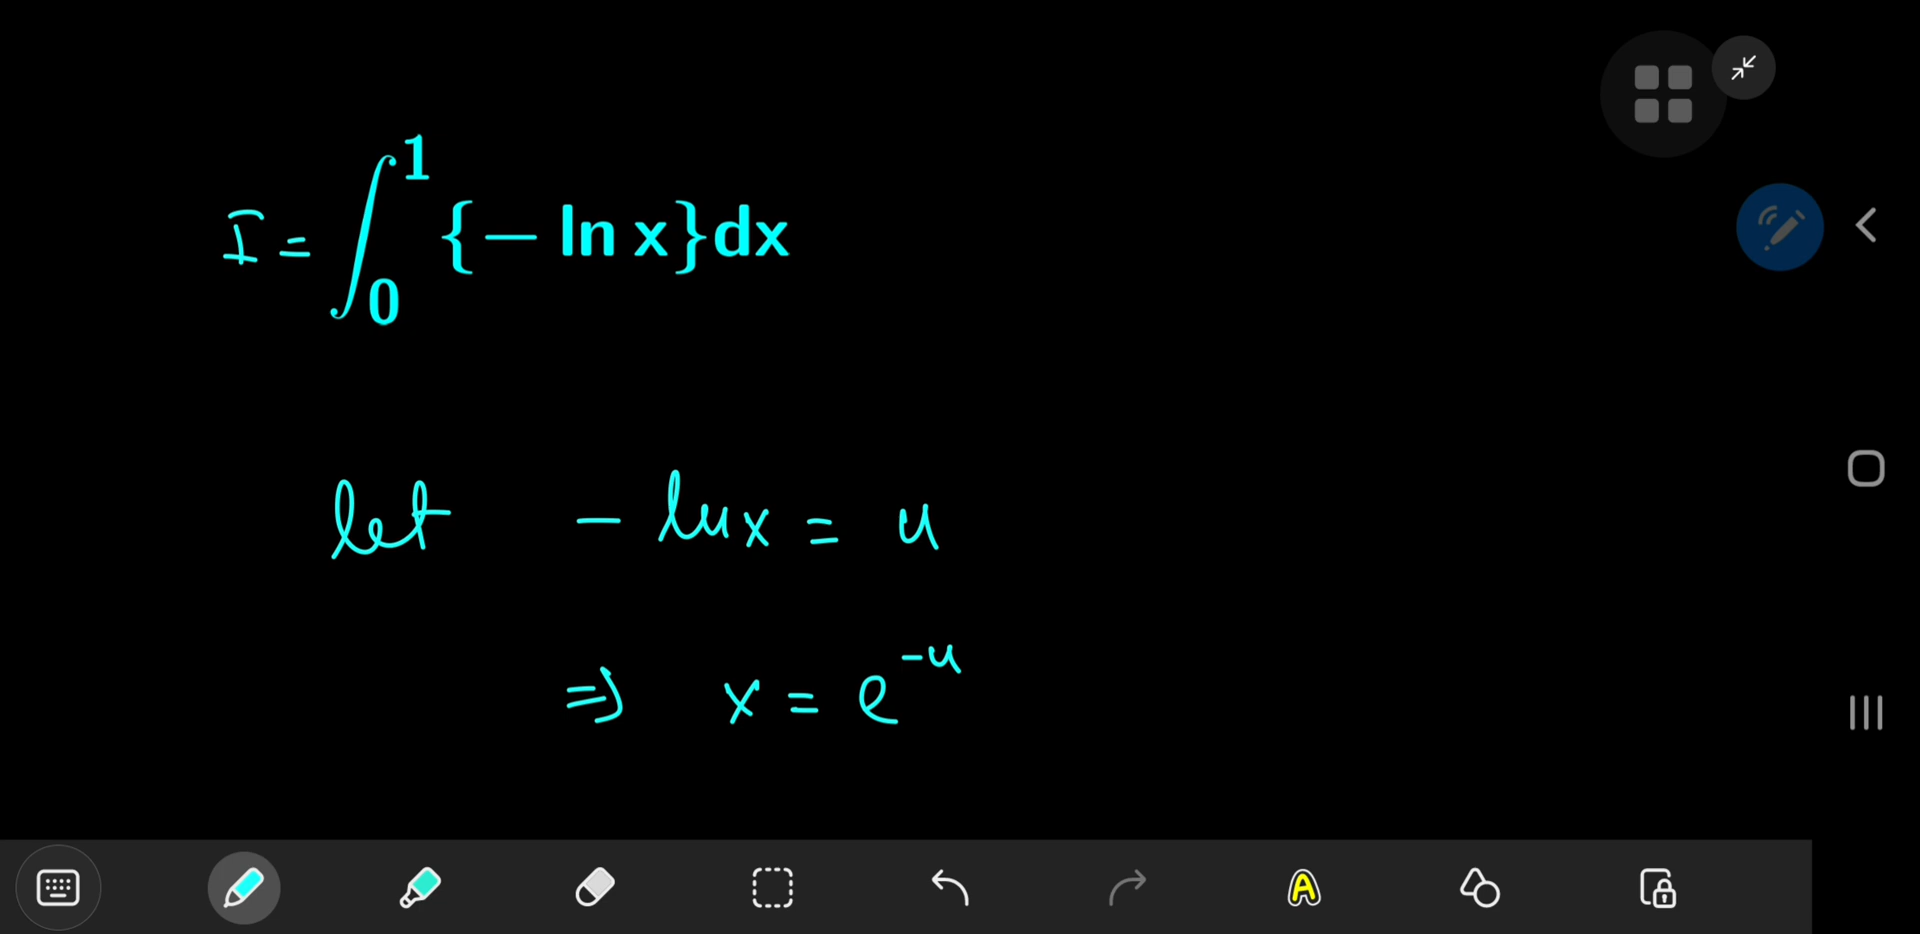 I = ∫₀¹ {− ln x}dx
let − ln x = u
⇒ x = e^{-u}
A